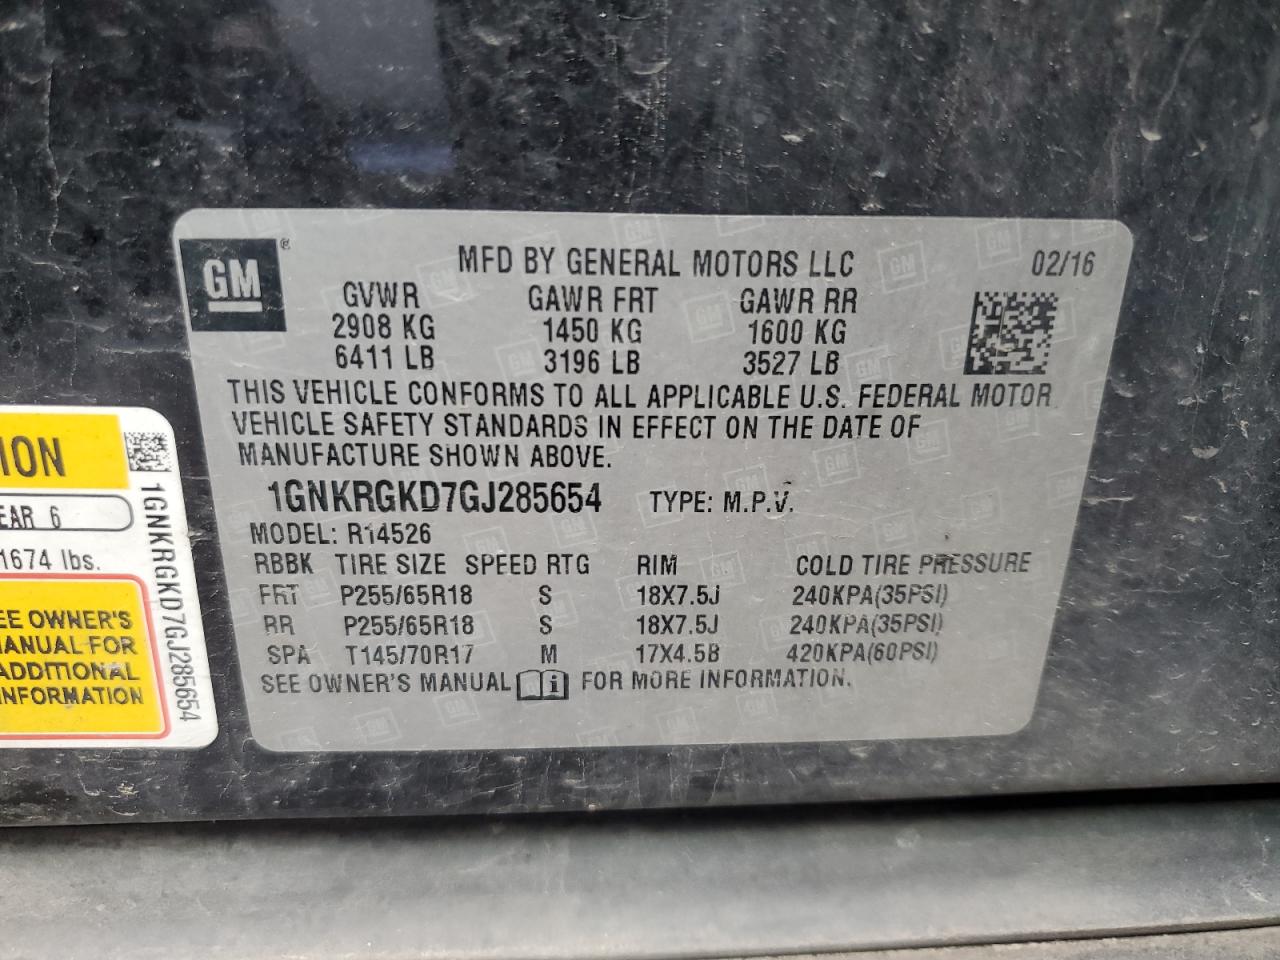 GM ®
MFD BY GENERAL MOTORS LLC 02/16
GVWR GAWR FRT GAWR RR
2908 KG 1450 KG 1600 KG
6411 LB 3196 LB 3527 LB
THIS VEHICLE CONFORMS TO ALL APPLICABLE U.S. FEDERAL MOTOR
VEHICLE SAFETY STANDARDS IN EFFECT ON THE DATE OF
MANUFACTURE SHOWN ABOVE.
1GNKRGKD7GJ285654 TYPE: M.P.V.
MODEL: R14526
RBBK TIRE SIZE SPEED RTG RIM COLD TIRE PRESSURE
FRT P255/65R18 S 18X7.5J 240KPA(35PSI)
RR P255/65R18 S 18X7.5J 240KPA(35PSI)
SPA T145/70R17 M 17X4.5B 420KPA(60PSI)
SEE OWNER'S MANUAL i FOR MORE INFORMATION.
ION
EAR 6
1674 lbs.
EE OWNER'S
ANUAL FOR
ADDITIONAL
INFORMATION
1GNKRGKD7GJ285654